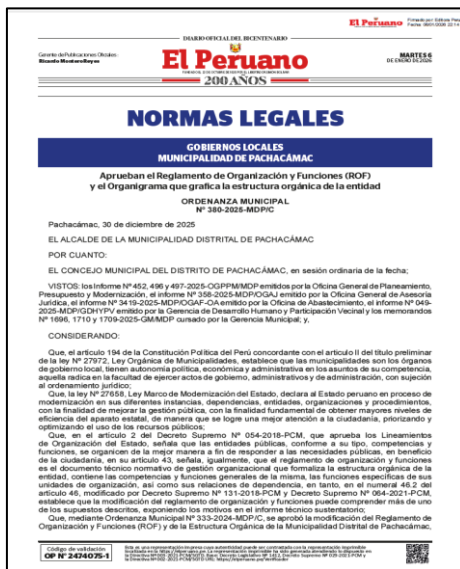 El Peruano
Firmado por: Editora Peru
DIARIO OFICIAL DEL BICENTENARIO
Gerente de Publicaciones Oficiales:
Ricardo Montero Reyes
El Peruano
200 AÑOS
MARTES 6
DE ENERO DE 2026
NORMAS LEGALES
GOBIERNOS LOCALES
MUNICIPALIDAD DE PACHACÁMAC
Aprueban el Reglamento de Organización y Funciones (ROF)
y el Organigrama que grafica la estructura orgánica de la entidad
ORDENANZA MUNICIPAL
Nº 380-2025-MDP/C
Pachacámac, 30 de diciembre de 2025
EL ALCALDE DE LA MUNICIPALIDAD DISTRITAL DE PACHACÁMAC
POR CUANTO:
EL CONCEJO MUNICIPAL DEL DISTRITO DE PACHACÁMAC, en sesión ordinaria de la fecha;
VISTOS: los Informe Nº 452, 496 y 497-2025-OGPPM/MDP emitidos por la Oficina General de Planeamiento,
Presupuesto y Modernización, el informe Nº 358-2025-MDP/OGAJ emitido por la Oficina General de Asesoría
Jurídica, el informe Nº 3419-2025-MDP/OGAF-OA emitido por la Oficina de Abastecimiento, el informe Nº 049-
2025-MDP/GDHYPV emitido por la Gerencia de Desarrollo Humano y Participación Vecinal y los memorandos
Nº 1696, 1710 y 1709-2025-GM/MDP cursado por la Gerencia Municipal; y,
CONSIDERANDO:
Que, el artículo 194 de la Constitución Política del Perú concordante con el artículo II del título preliminar
de la ley Nº 27972, Ley Orgánica de Municipalidades, establece que las municipalidades son los órganos
de gobierno local, tienen autonomía política, económica y administrativa en los asuntos de su competencia,
aquella radica en la facultad de ejercer actos de gobierno, administrativos y de administración, con sujeción
al ordenamiento jurídico;
Que, la ley Nº 27658, Ley Marco de Modernización del Estado, declara al Estado peruano en proceso de
modernización en sus diferentes instancias, dependencias, entidades, organizaciones y procedimientos,
con la finalidad de mejorar la gestión pública, con la finalidad fundamental de obtener mayores niveles de
eficiencia del aparato estatal, de manera que se logre una mejor atención a la ciudadanía, priorizando y
optimizando el uso de los recursos públicos;
Que, en el artículo 2 del Decreto Supremo Nº 054-2018-PCM, que aprueba los Lineamientos
de Organización del Estado, señala que las entidades públicas, conforme a su tipo, competencias y
funciones, se organicen de la mejor manera a fin de responder a las necesidades públicas, en beneficio
de la ciudadanía, en su artículo 43, señala, igualmente, que el reglamento de organización y funciones
es el documento técnico normativo de gestión organizacional que formaliza la estructura orgánica de la
entidad, contiene las competencias y funciones generales de la misma, las funciones específicas de sus
unidades de organización, así como sus relaciones de dependencia, en tanto, en el numeral 46.2 del
artículo 46, modificado por Decreto Supremo Nº 131-2018-PCM y Decreto Supremo Nº 064-2021-PCM,
establece que la modificación del reglamento de organización y funciones puede comprender más de uno
de los supuestos descritos, exponiendo los motivos en el informe técnico sustentatorio;
Que, mediante Ordenanza Municipal Nº 333-2024-MDP/C, se aprobó la modificación del Reglamento de
Organización y Funciones (ROF) y de la Estructura Orgánica de la Municipalidad Distrital de Pachacámac,
Código de validación
OP Nº 2474075-1